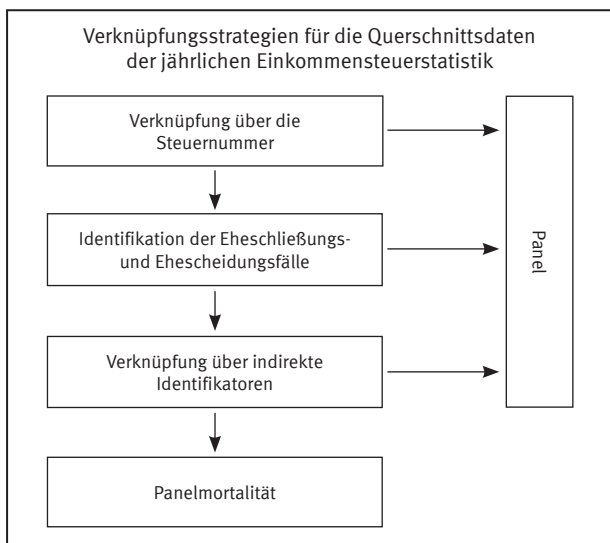 Verknüpfungsstrategien für die Querschnittsdaten
der jährlichen Einkommensteuerstatistik
Verknüpfung über die
Steuernummer
Identifikation der Eheschließungs-
und Ehescheidungsfälle
Verknüpfung über indirekte
Identifikatoren
Panelmortalität
Panel